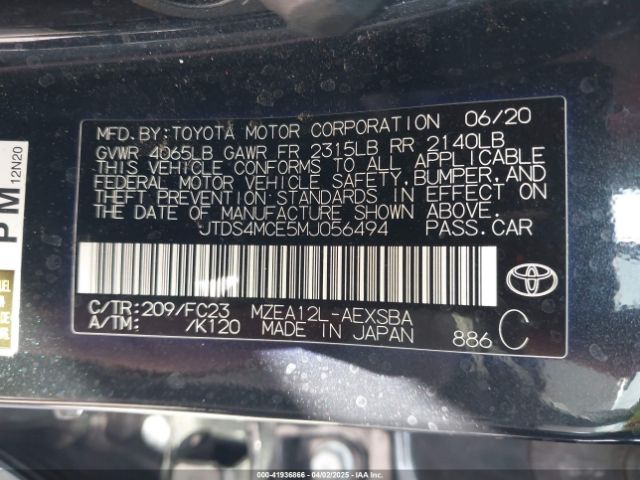 MFD. BY: TOYOTA MOTOR CORPORATION 06/20
GVWR 4065LB GAWR FR 2315LB RR 2140LB
THIS VEHICLE CONFORMS TO ALL APPLICABLE
FEDERAL MOTOR VEHICLE SAFETY, BUMPER, AND
THEFT PREVENTION STANDARDS IN EFFECT ON
THE DATE OF MANUFACTURE SHOWN ABOVE.
JTDS4MCE5MJ056494 PASS. CAR
C/TR: 209/FC23 MZEA12L-AEXSBA
A/TM: /K120 MADE IN JAPAN 886 C
PM
12N20
000-41936866 - 04/02/2025 - COPYRIGHT IAA, LLC.